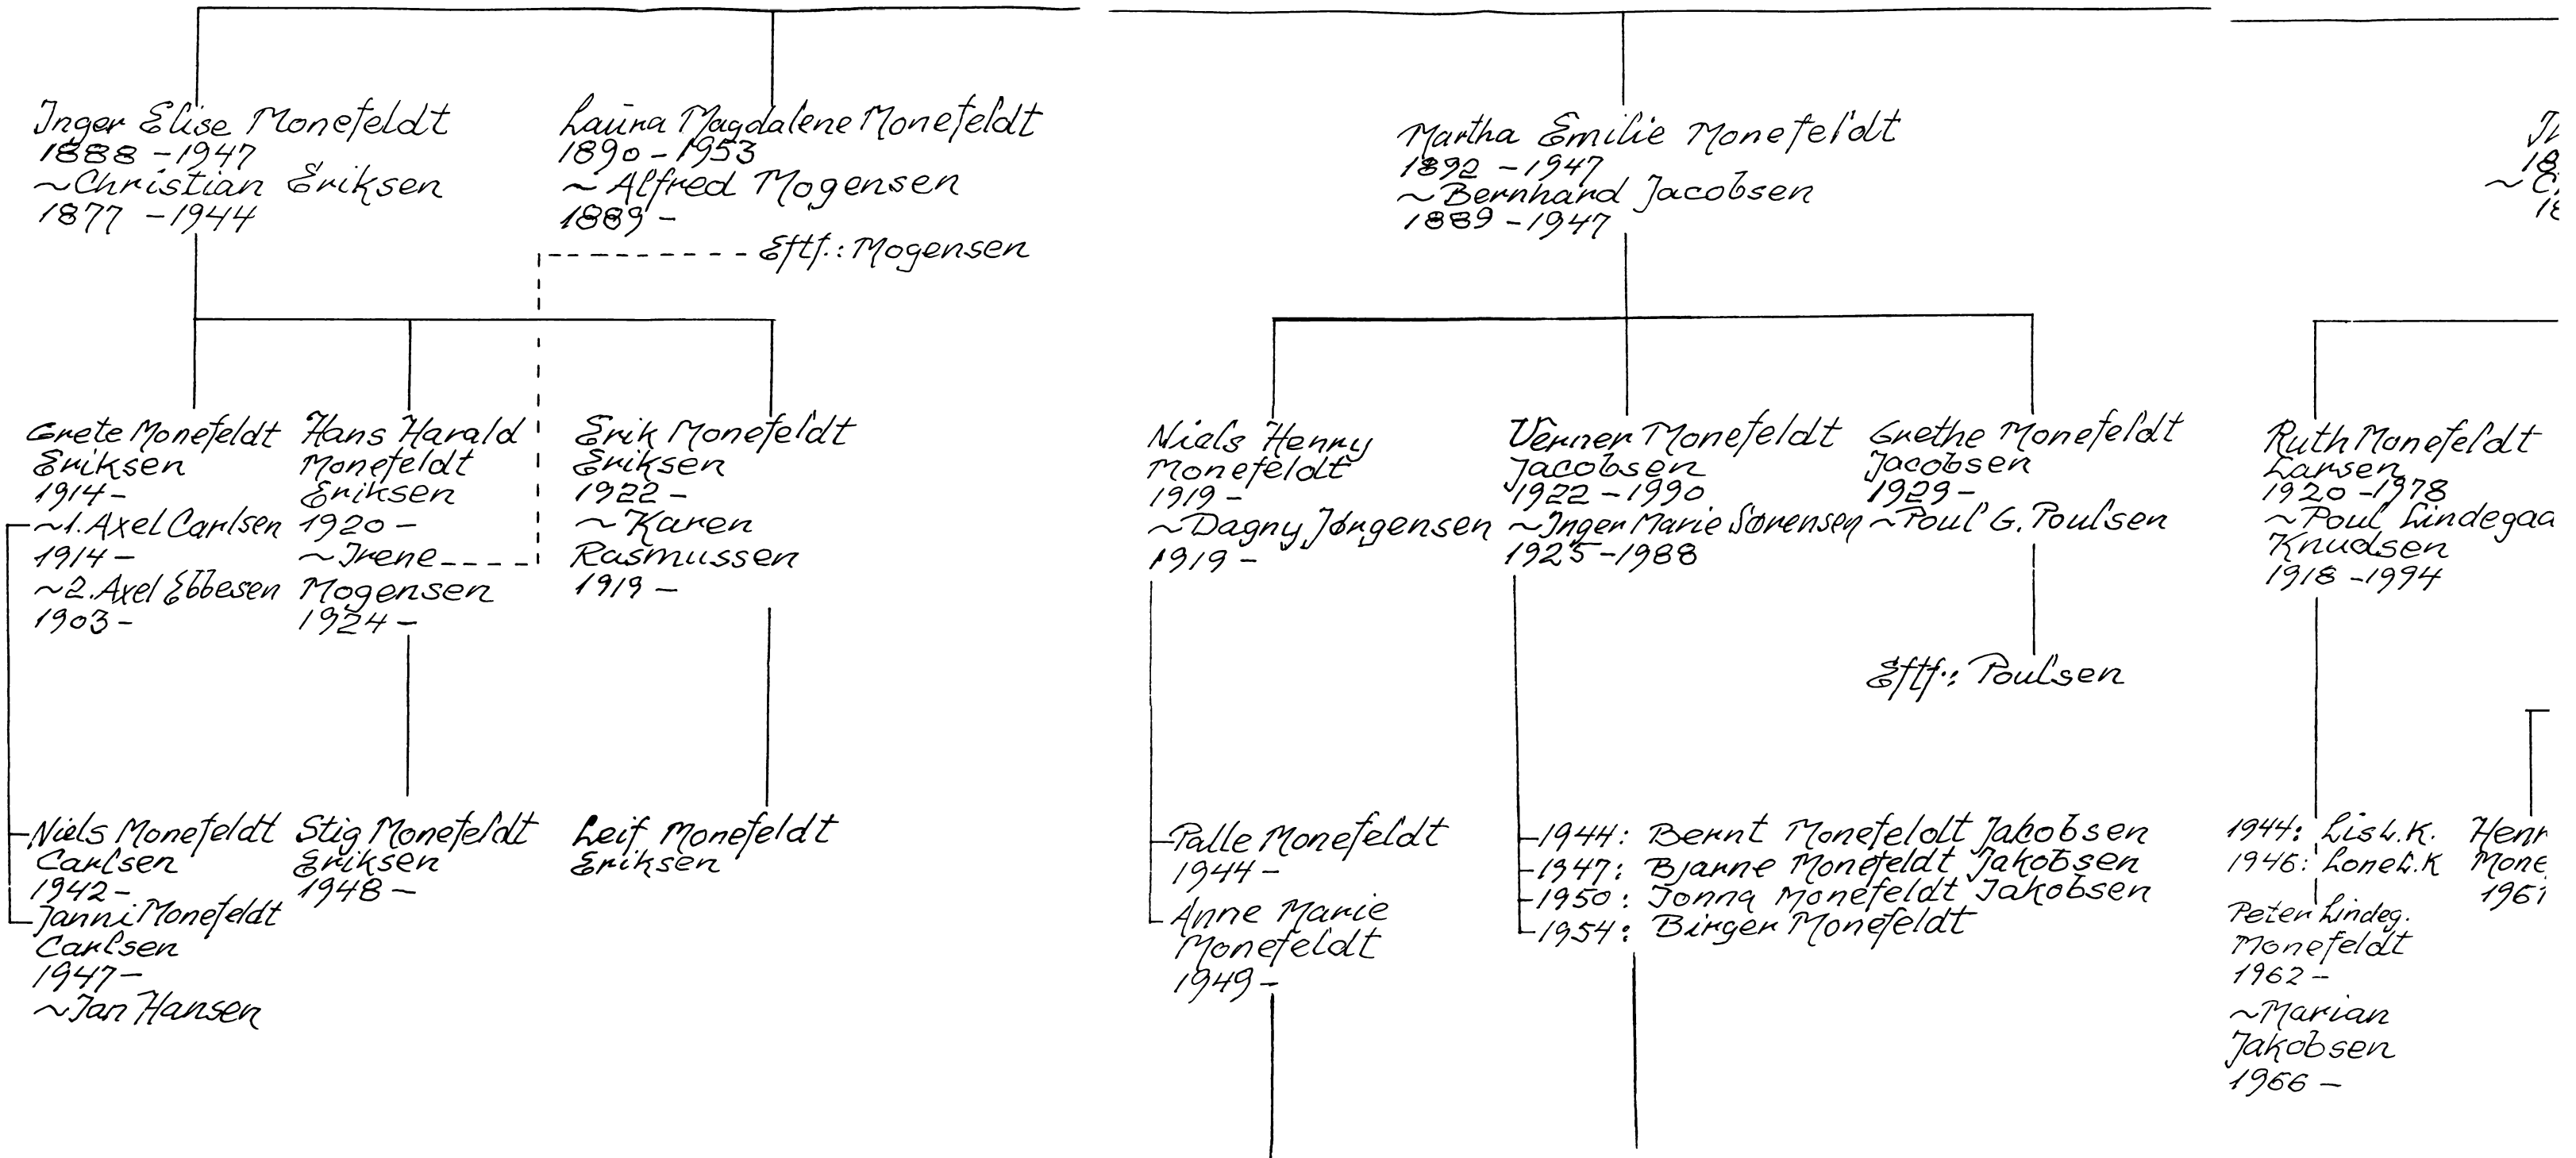 Inger Elise Monefeldt
1888 – 1947
~ Christian Eriksen
1877 – 1944
Laura Magdalene Monefeldt
1890 – 1953
~ Alfred Mogensen
1889 –
Eftf.: Mogensen
Martha Emilie Monefeldt
1892 – 1947
~ Bernhard Jacobsen
1889 – 1947
Grete Monefeldt
Eriksen
1914 –
~1. Axel Carlsen
1914 –
~2. Axel Ebbesen
1903 –
Hans Harald
Monefeldt
Eriksen
1920 –
~ Irene
Mogensen
1924 –
Erik Monefeldt
Eriksen
1922 –
~ Karen
Rasmussen
1919 –
Niels Henry
Monefeldt
1919 –
~ Dagny Jørgensen
1919 –
Verner Monefeldt
Jacobsen
1922 – 1990
~ Inger Marie Sørensen
1925 – 1988
Grethe Monefeldt
Jacobsen
1929 –
~ Poul G. Poulsen
Eftf.: Poulsen
Ruth Monefeldt
Larsen
1920 – 1978
~ Poul Lindegaa
Knudsen
1918 – 1994
Niels Monefeldt
Carlsen
1942 –
Janni Monefeldt
Carlsen
1947 –
~ Jan Hansen
Stig Monefeldt
Eriksen
1948 –
Leif Monefeldt
Eriksen
Palle Monefeldt
1944 –
Anne Marie
Monefeldt
1949 –
1944: Bernt Monefeldt Jakobsen
1947: Bjarne Monefeldt Jakobsen
1950: Jonna Monefeldt Jakobsen
1954: Birger Monefeldt
1944: Lis L.K.
1946: Lone L.K
Peter Lindeg.
Monefeldt
1962 –
~ Marian
Jakobsen
1966 –
Henr
Mone
1961